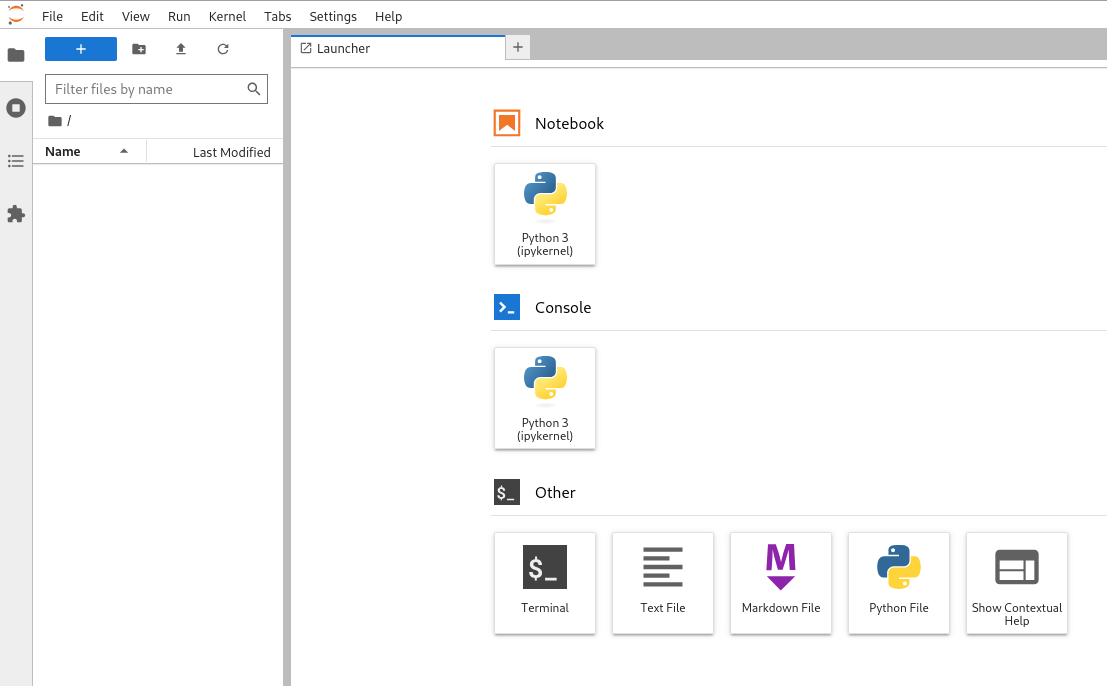 File Edit View Run Kernel Tabs Settings Help
+
Launcher
+
Filter files by name
/
Name
Last Modified
Notebook
Python 3
(ipykernel)
Console
Python 3
(ipykernel)
$_ Other
$_
Terminal
Text File
M
Markdown File
Python File
Show Contextual
Help